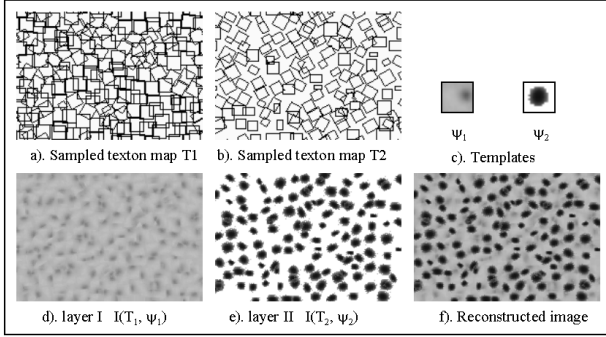 a). Sampled texton map T1
b). Sampled texton map T2
Ψ1
Ψ2
c). Templates
d). layer I I(T1, ψ1)
e). layer II I(T2, ψ2)
f). Reconstructed image